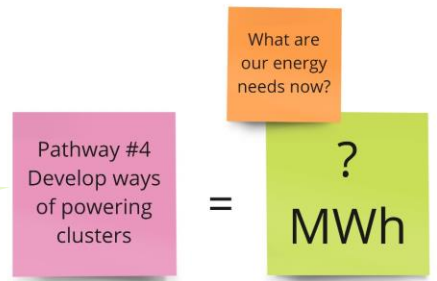 What are
our energy
needs now?
Pathway #4
Develop ways
of powering
clusters
=
?
MWh